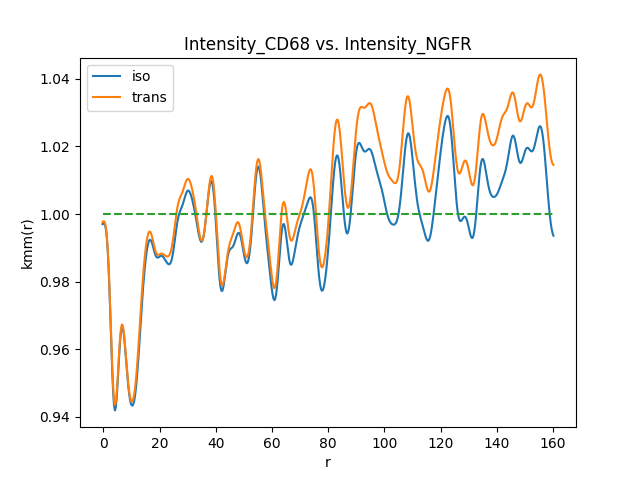 Intensity_CD68 vs. Intensity_NGFR
iso
trans
kmm(r)
1.04
1.02
1.00
0.98
0.96
0.94
0 20 40 60 80 100 120 140 160
r